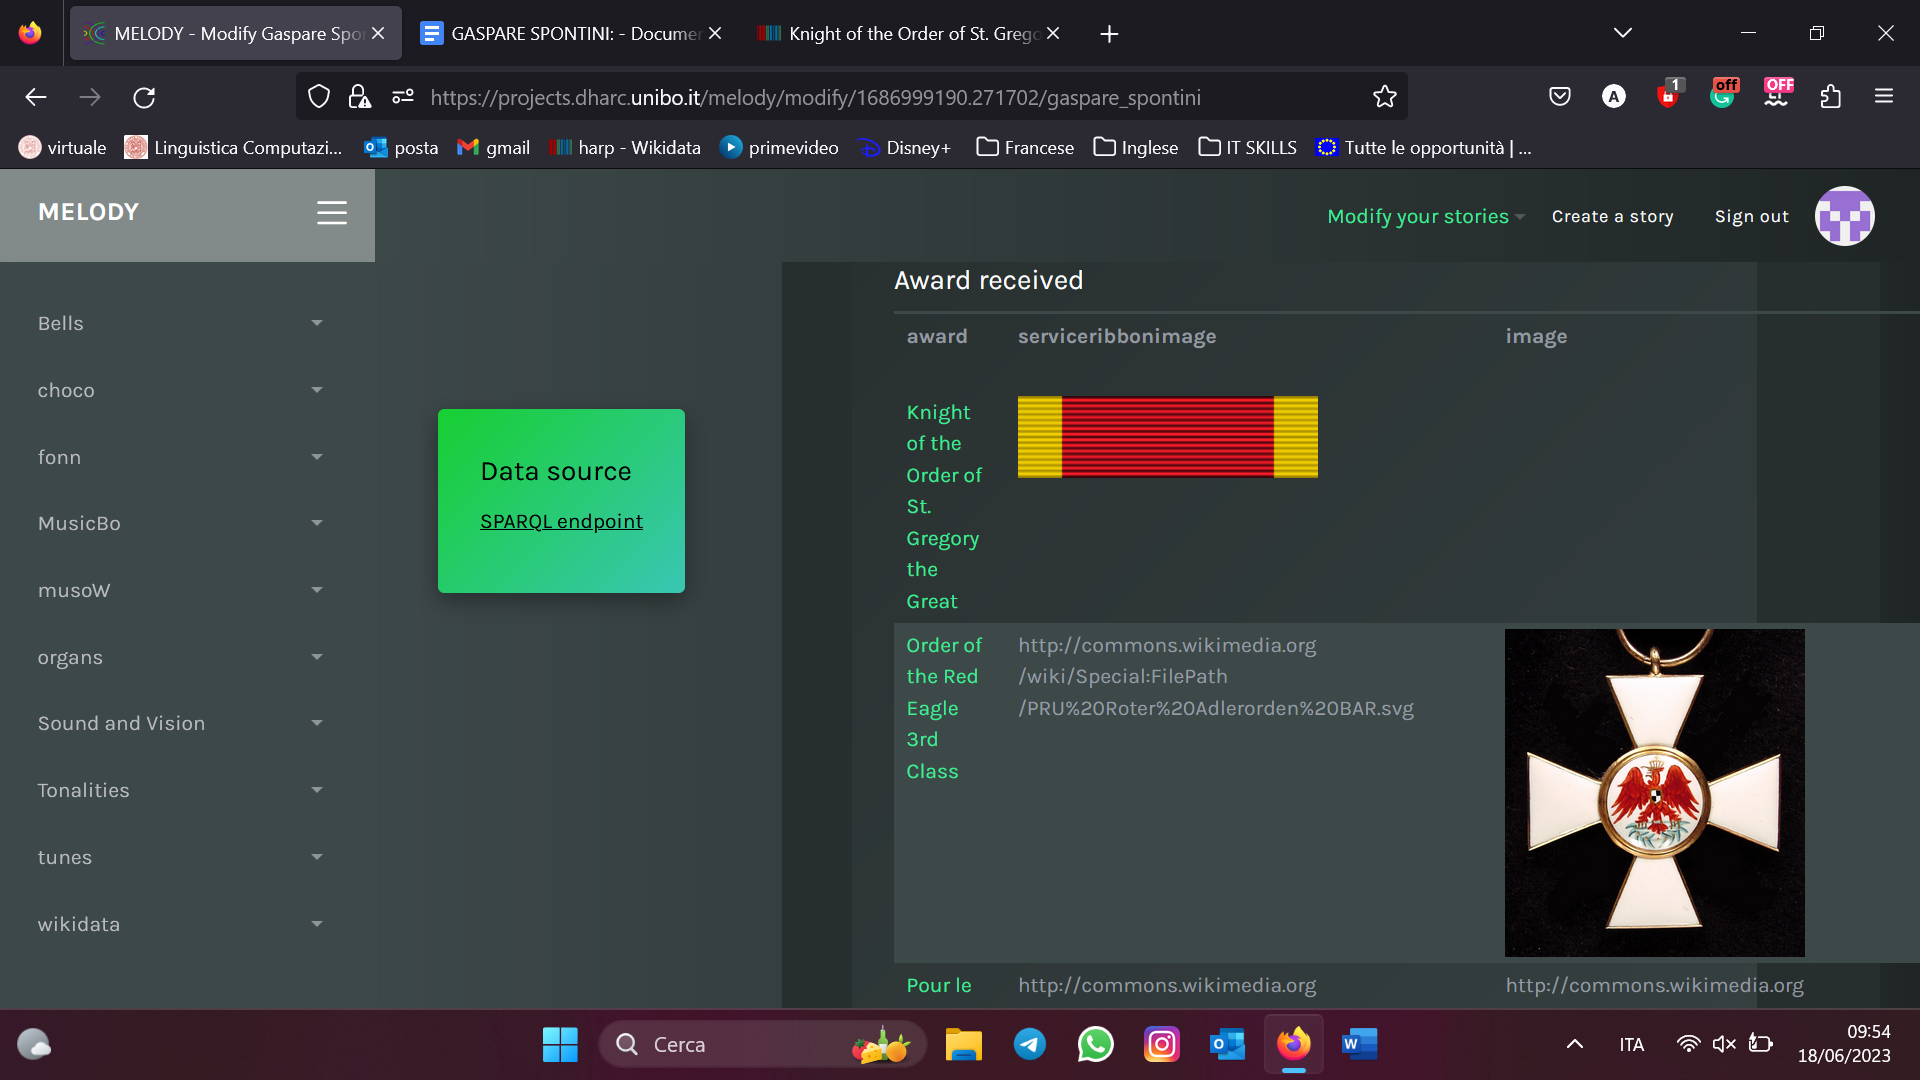 MELODY - Modify Gaspare Spo
GASPARE SPONTINI: - Documen
Knight of the Order of St. Grego
https://projects.dharc.unibo.it/melody/modify/1686999190.271702/gaspare_spontini
A
1
off
OFF
virtuale
Linguistica Computazi...
posta
gmail
harp - Wikidata
primevideo
Disney+
Francese
Inglese
IT SKILLS
Tutte le opportunità | ...
MELODY
Modify your stories
Create a story
Sign out
Bells
choco
fonn
MusicBo
musoW
organs
Sound and Vision
Tonalities
tunes
wikidata
Data source
SPARQL endpoint
Award received
award
serviceribbonimage
image
Knight
of the
Order of
St.
Gregory
the
Great
Order of
the Red
Eagle
3rd
Class
http://commons.wikimedia.org
/wiki/Special:FilePath
/PRU%20Roter%20Adlerorden%20BAR.svg
Pour le
http://commons.wikimedia.org
http://commons.wikimedia.org
Cerca
ITA
09:54
18/06/2023